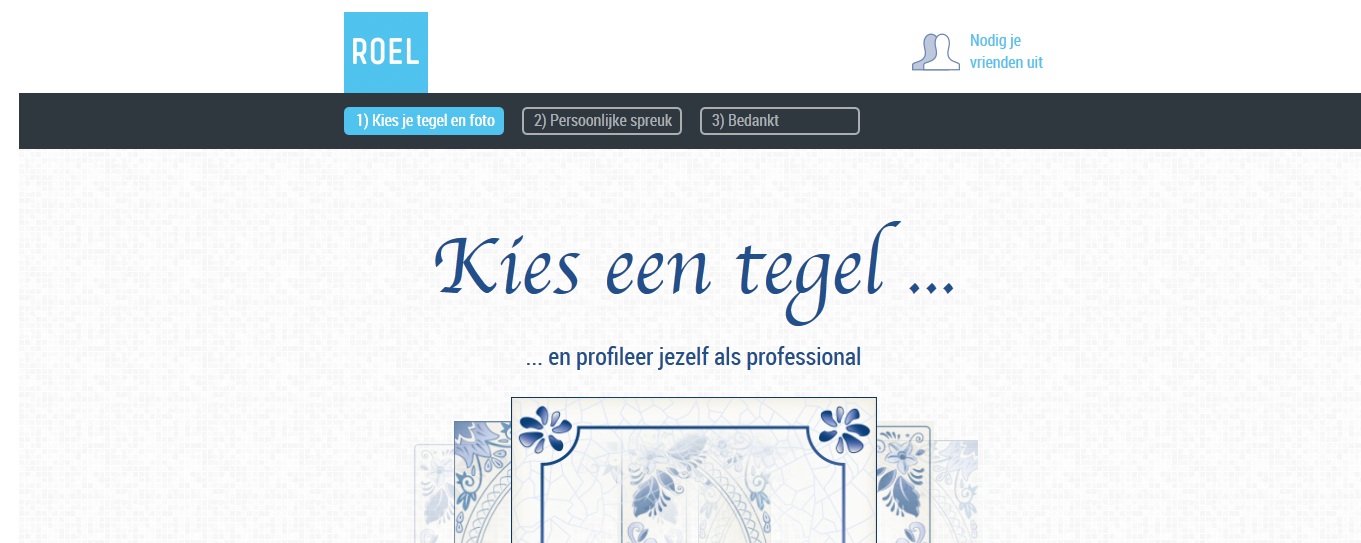 ROEL
Nodig je
vrienden uit
1) Kies je tegel en foto
2) Persoonlijke spreuk
3) Bedankt
Kies een tegel ...
... en profileer jezelf als professional